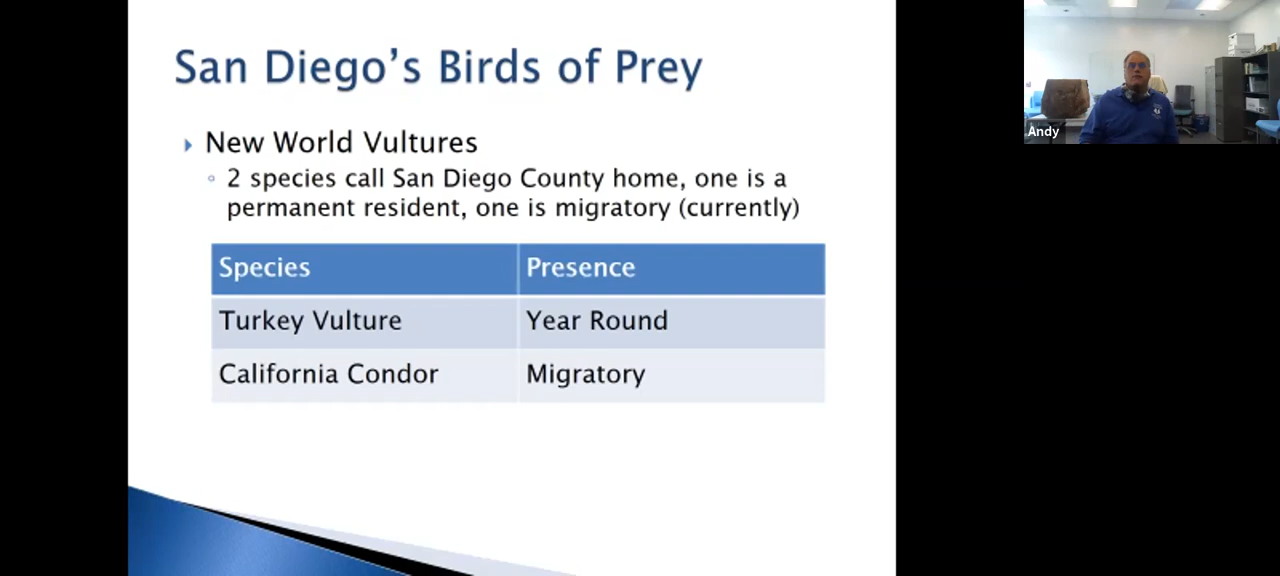 San Diego’s Birds of Prey
New World Vultures
2 species call San Diego County home, one is a
permanent resident, one is migratory (currently)
Species Presence
Turkey Vulture Year Round
California Condor Migratory
Andy